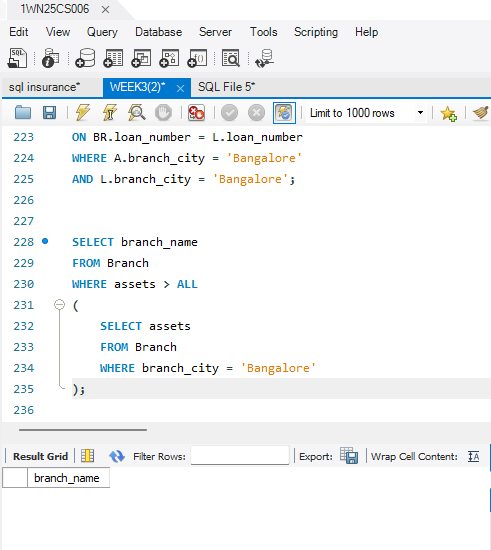 1WN25CS006
Edit View Query Database Server Tools Scripting Help
SQL
sql insurance* WEEK3(2)* SQL File 5*
Limit to 1000 rows
223 ON BR.loan_number = L.loan_number
224 WHERE A.branch_city = 'Bangalore'
225 AND L.branch_city = 'Bangalore';
226
227
228 SELECT branch_name
229 FROM Branch
230 WHERE assets > ALL
231 (
232 SELECT assets
233 FROM Branch
234 WHERE branch_city = 'Bangalore'
235 );
236
Result Grid Filter Rows: Export: Wrap Cell Content: IA
branch_name